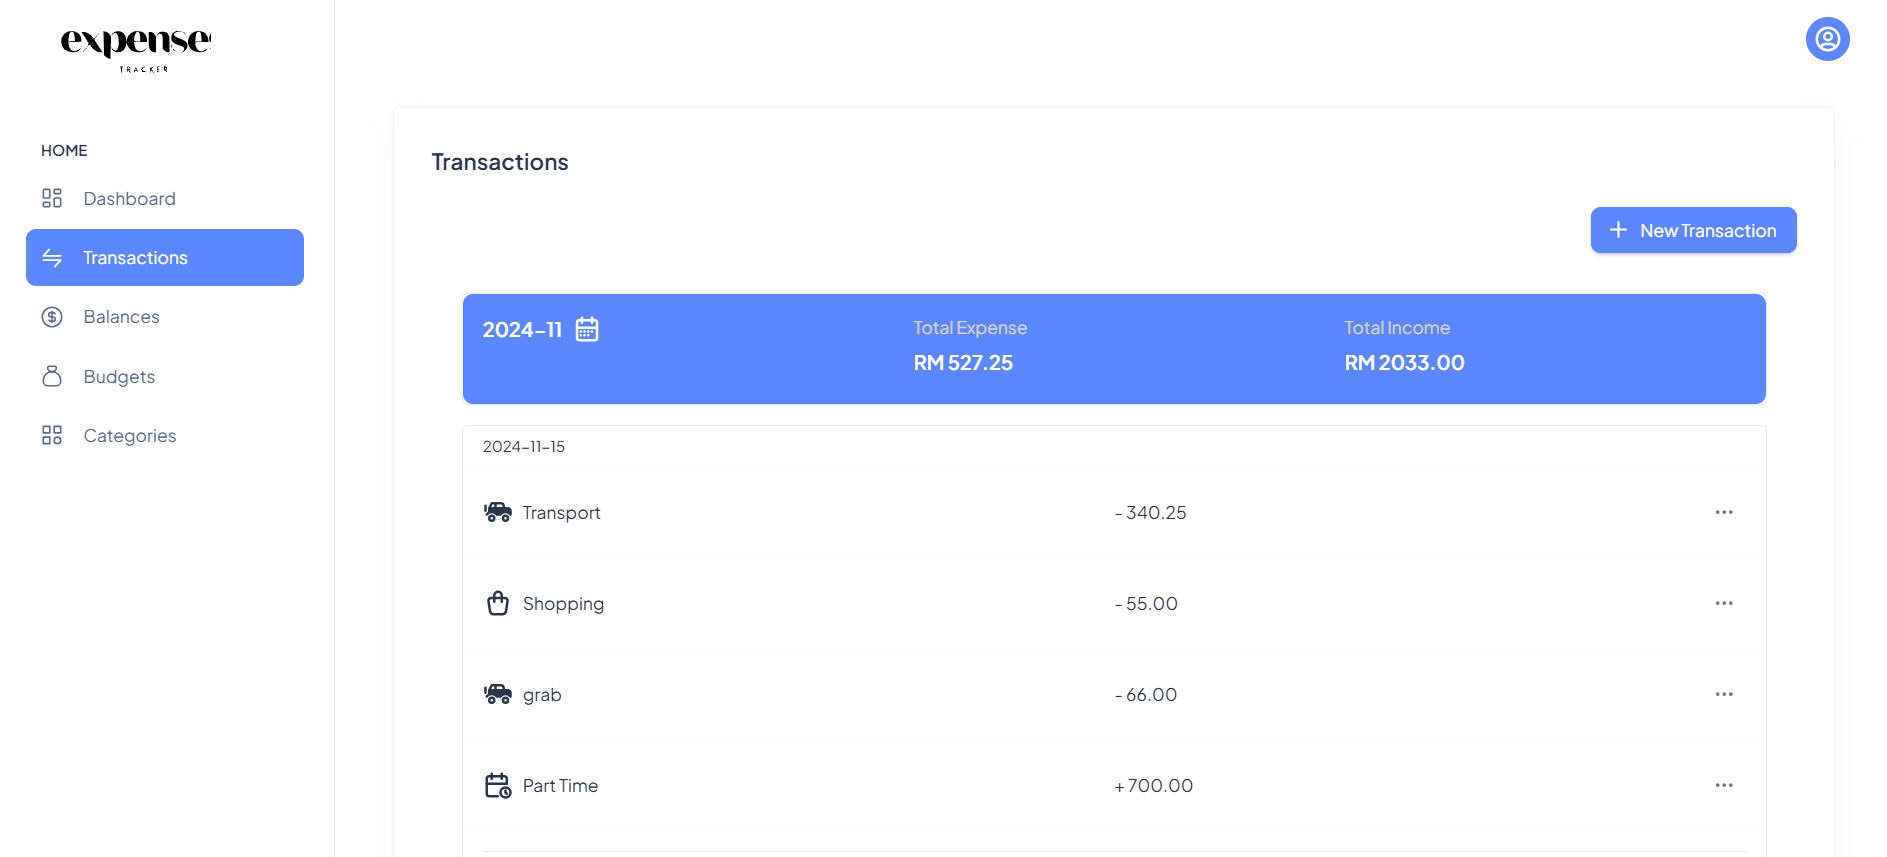 expense
TRACKER
HOME
Dashboard
Transactions
Balances
Budgets
Categories
Transactions
New Transaction
2024-11
Total Expense
RM 527.25
Total Income
RM 2033.00
2024-11-15
Transport
- 340.25
Shopping
- 55.00
grab
- 66.00
Part Time
+ 700.00